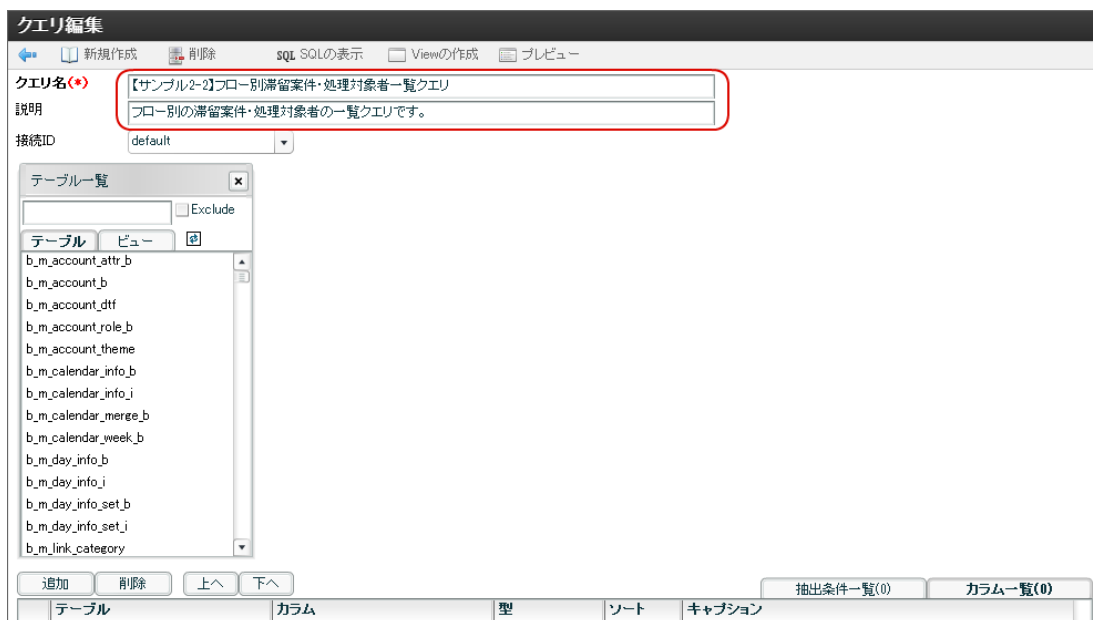 クエリ編集
新規作成 削除 SQL SQLの表示 Viewの作成 プレビュー
クエリ名(*) 【サンプル2-2】フロー別滞留案件・処理対象者一覧クエリ
説明 フロー別の滞留案件・処理対象者の一覧クエリです。
接続ID default
テーブル一覧
Exclude
テーブル ビュー
b_m_account_attr_b
b_m_account_b
b_m_account_dtf
b_m_account_role_b
b_m_account_theme
b_m_calendar_info_b
b_m_calendar_info_i
b_m_calendar_merge_b
b_m_calendar_week_b
b_m_day_info_b
b_m_day_info_i
b_m_day_info_set_b
b_m_day_info_set_i
b_m_link_category
追加 削除 上へ 下へ 抽出条件一覧(0) カラム一覧(0)
テーブル カラム 型 ソート キャプション